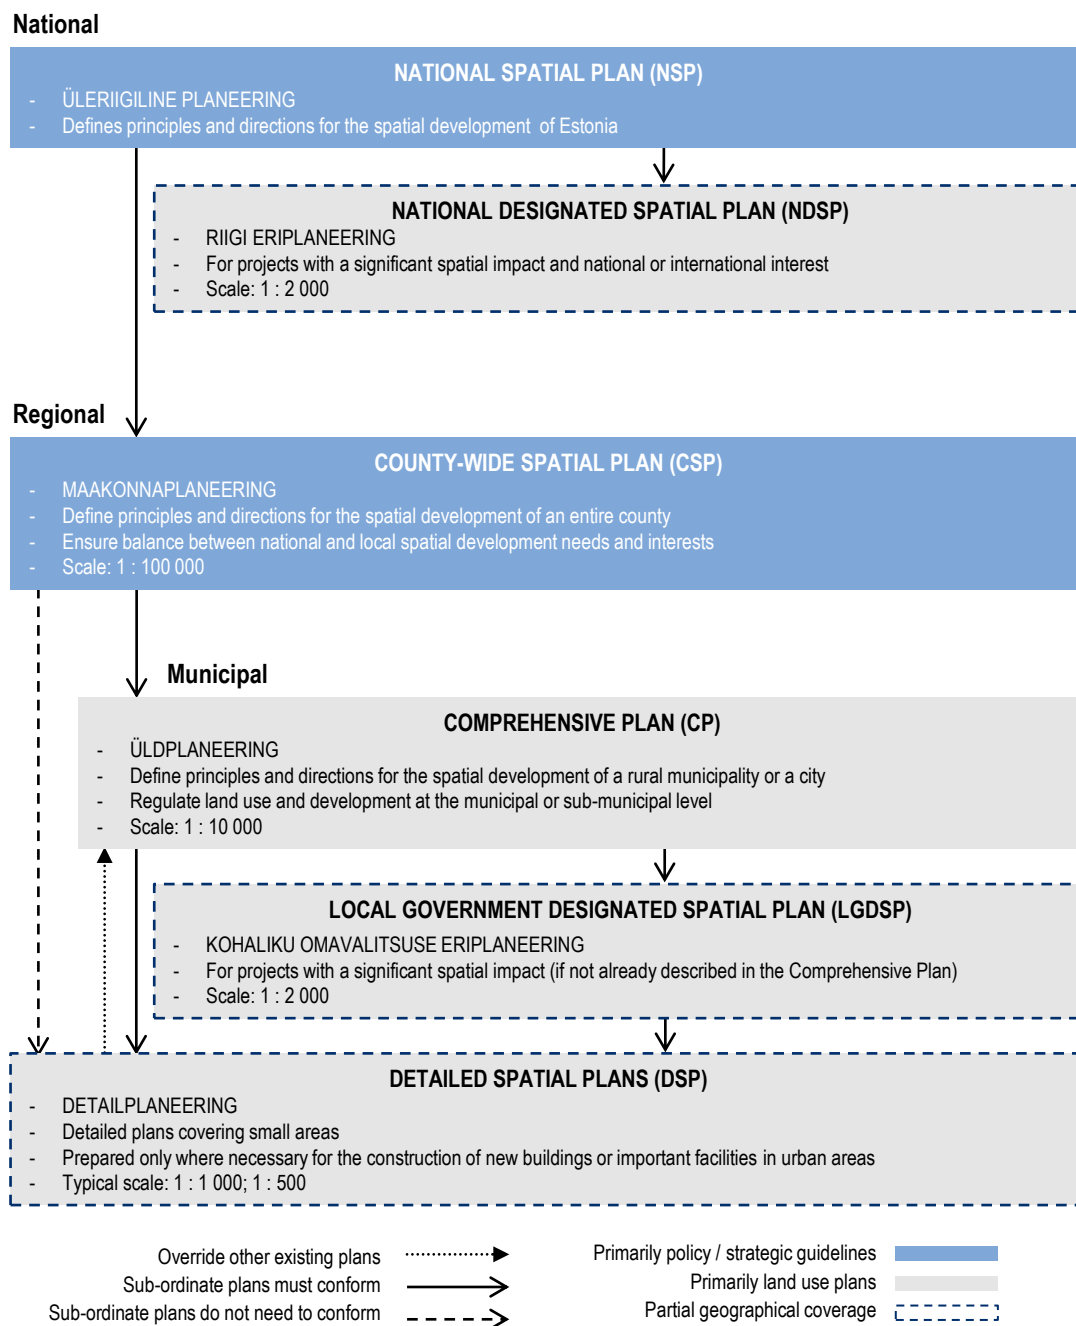 National
NATIONAL SPATIAL PLAN (NSP)
- ÜLERIIGILINE PLANEERING
- Defines principles and directions for the spatial development of Estonia
NATIONAL DESIGNATED SPATIAL PLAN (NDSP)
- RIIGI ERIPLANEERING
- For projects with a significant spatial impact and national or international interest
- Scale: 1 : 2 000
Regional
COUNTY-WIDE SPATIAL PLAN (CSP)
- MAAKONNAPLANEERING
- Define principles and directions for the spatial development of an entire county
- Ensure balance between national and local spatial development needs and interests
- Scale: 1 : 100 000
Municipal
COMPREHENSIVE PLAN (CP)
- ÜLDPLANEERING
- Define principles and directions for the spatial development of a rural municipality or a city
- Regulate land use and development at the municipal or sub-municipal level
- Scale: 1 : 10 000
LOCAL GOVERNMENT DESIGNATED SPATIAL PLAN (LGDSP)
- KOHALIKU OMAVALITSUSE ERIPLANEERING
- For projects with a significant spatial impact (if not already described in the Comprehensive Plan)
- Scale: 1 : 2 000
DETAILED SPATIAL PLANS (DSP)
- DETAILPLANEERING
- Detailed plans covering small areas
- Prepared only where necessary for the construction of new buildings or important facilities in urban areas
- Typical scale: 1 : 1 000; 1 : 500
Override other existing plans
Sub-ordinate plans must conform
Sub-ordinate plans do not need to conform
Primarily policy / strategic guidelines
Primarily land use plans
Partial geographical coverage